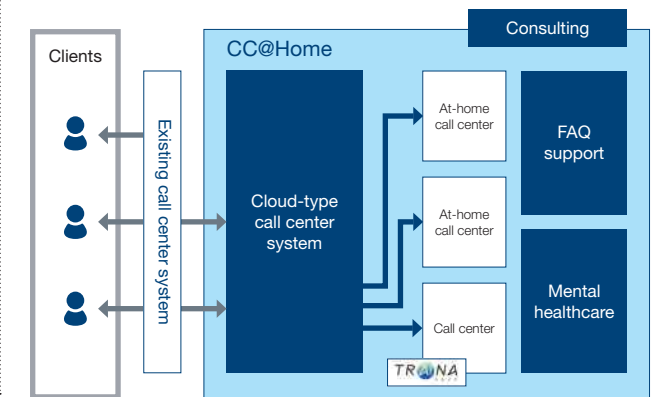 Consulting
Clients
CC@Home
Existing call center system
Cloud-type
call center
system
At-home
call center
At-home
call center
Call center
FAQ
support
Mental
healthcare